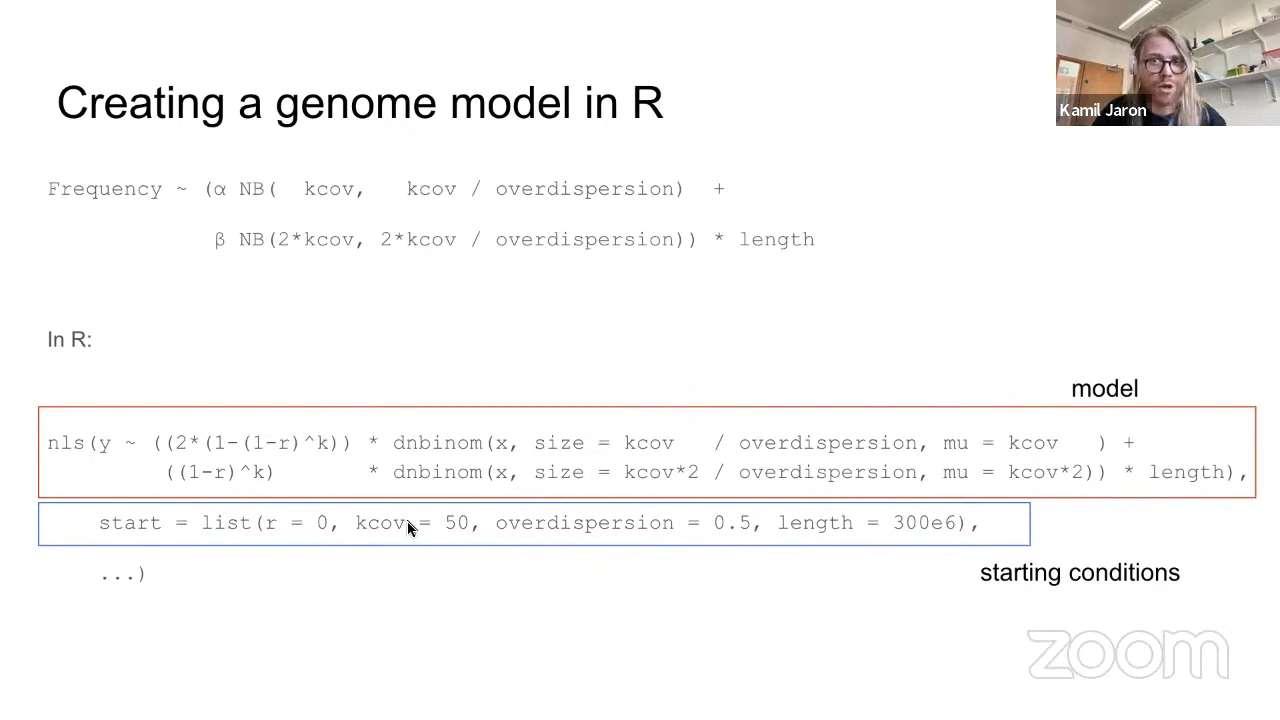 Creating a genome model in R
Kamil Jaron
Frequency ~ (α NB( kcov, kcov / overdispersion) +
β NB(2*kcov, 2*kcov / overdispersion)) * length
In R:
model
nls(y ~ ((2*(1-(1-r)^k)) * dnbinom(x, size = kcov / overdispersion, mu = kcov ) +
((1-r)^k) * dnbinom(x, size = kcov*2 / overdispersion, mu = kcov*2)) * length),
start = list(r = 0, kcov = 50, overdispersion = 0.5, length = 300e6),
starting conditions
...)
zoom